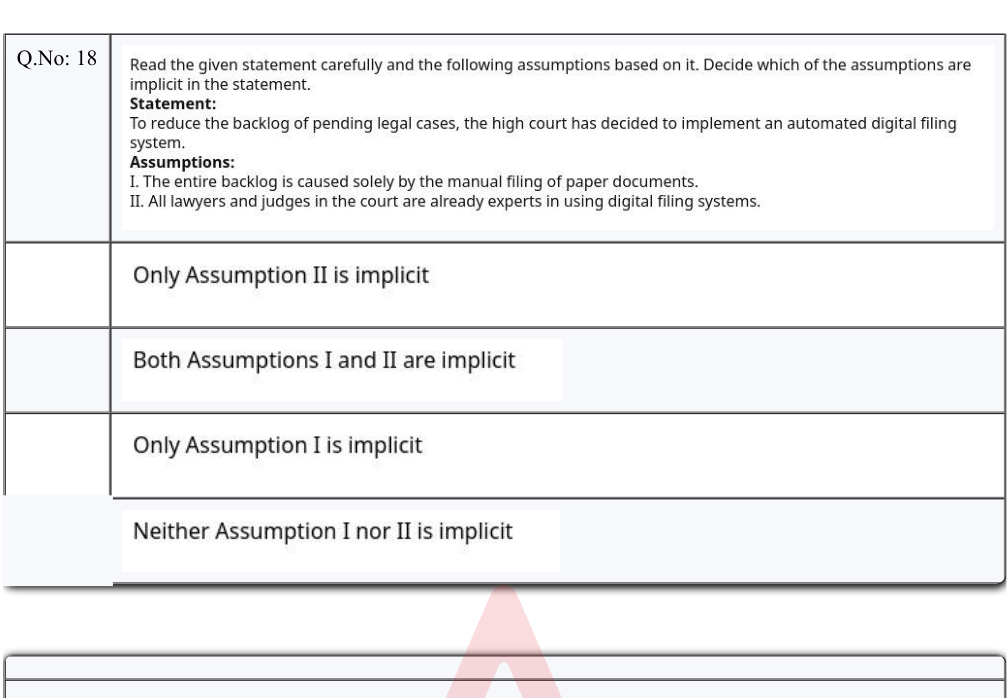 Q.No: 18
Read the given statement carefully and the following assumptions based on it. Decide which of the assumptions are
implicit in the statement.
Statement:
To reduce the backlog of pending legal cases, the high court has decided to implement an automated digital filing
system.
Assumptions:
I. The entire backlog is caused solely by the manual filing of paper documents.
II. All lawyers and judges in the court are already experts in using digital filing systems.
Only Assumption II is implicit
Both Assumptions I and II are implicit
Only Assumption I is implicit
Neither Assumption I nor II is implicit